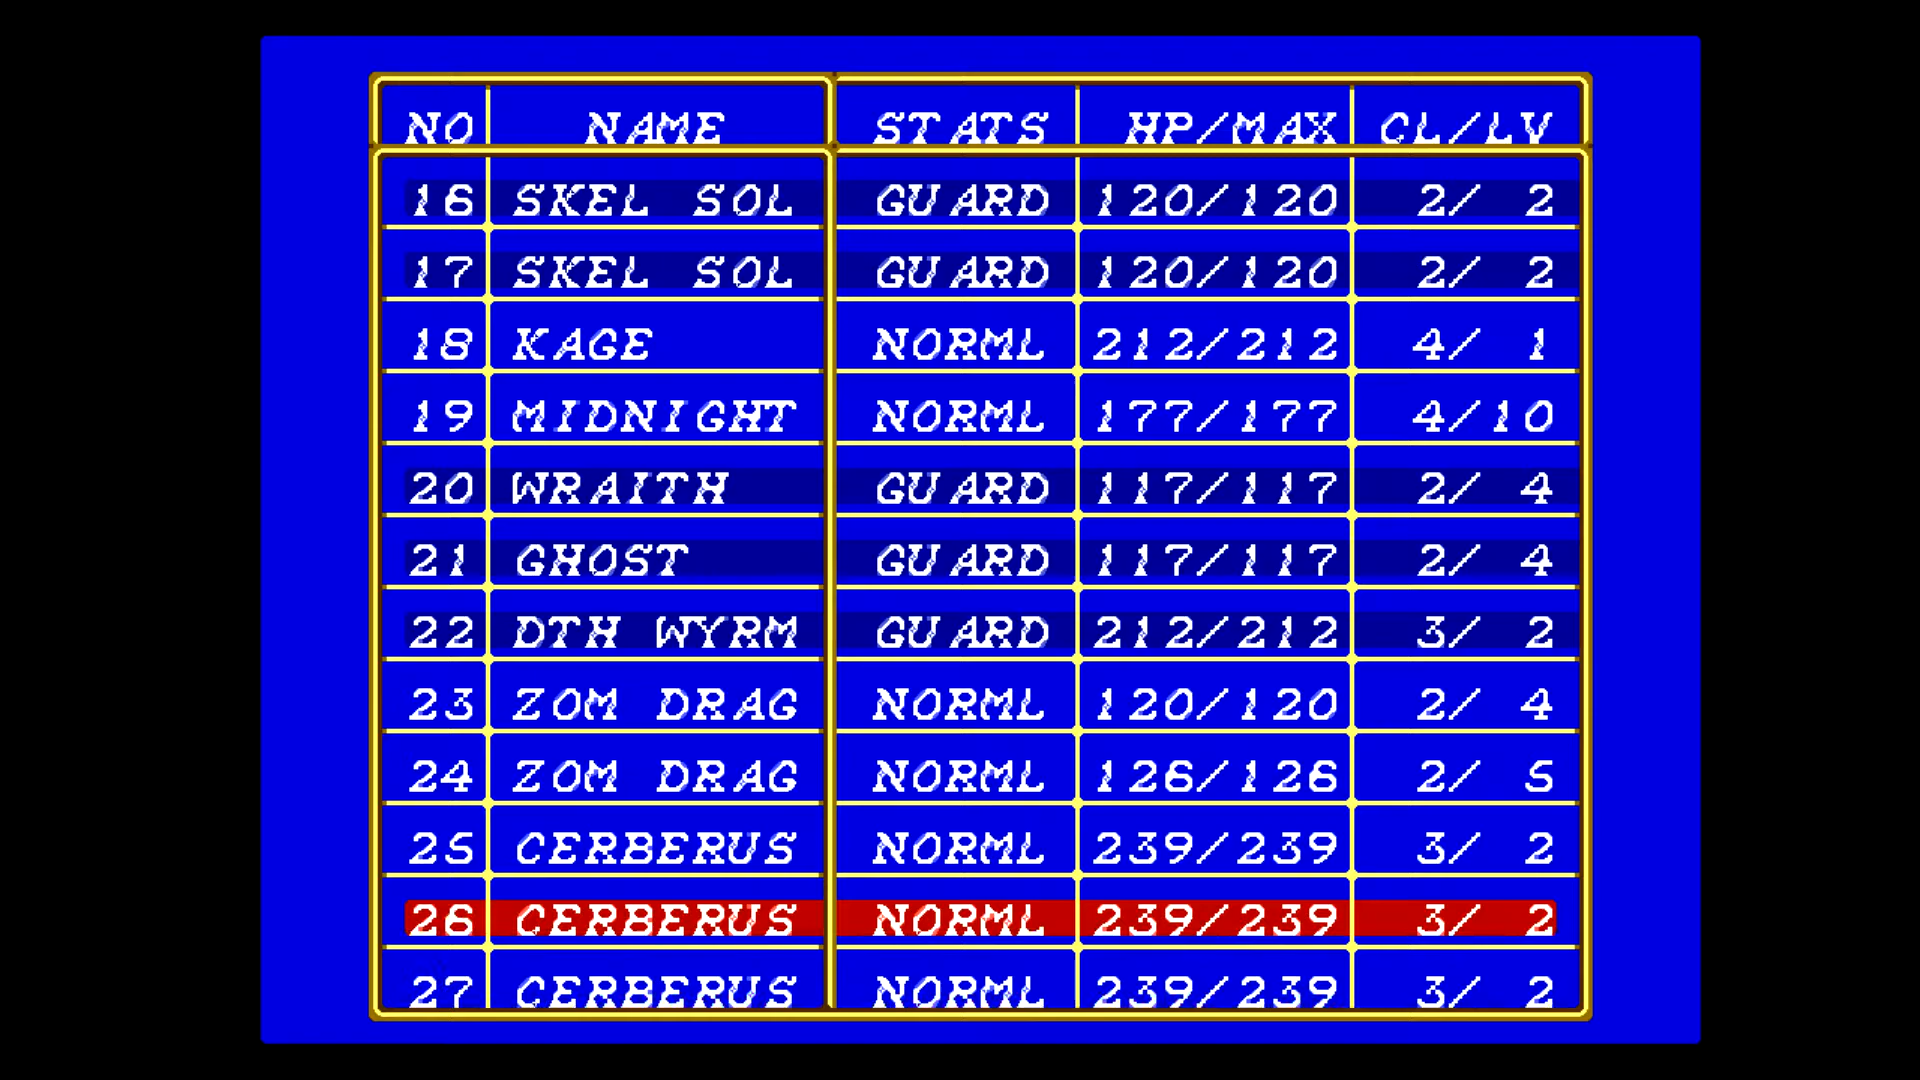 NO NAME STATS HP/MAX CL/LV
16 SKEL SOL GUARD 120/120 2/ 2
17 SKEL SOL GUARD 120/120 2/ 2
18 KAGE NORML 212/212 4/ 1
19 MIDNIGHT NORML 177/177 4/10
20 WRAITH GUARD 117/117 2/ 4
21 GHOST GUARD 117/117 2/ 4
22 DTH WYRM GUARD 212/212 3/ 2
23 ZOM DRAG NORML 120/120 2/ 4
24 ZOM DRAG NORML 126/126 2/ 5
25 CERBERUS NORML 239/239 3/ 2
26 CERBERUS NORML 239/239 3/ 2
27 CERBERUS NORML 239/239 3/ 2